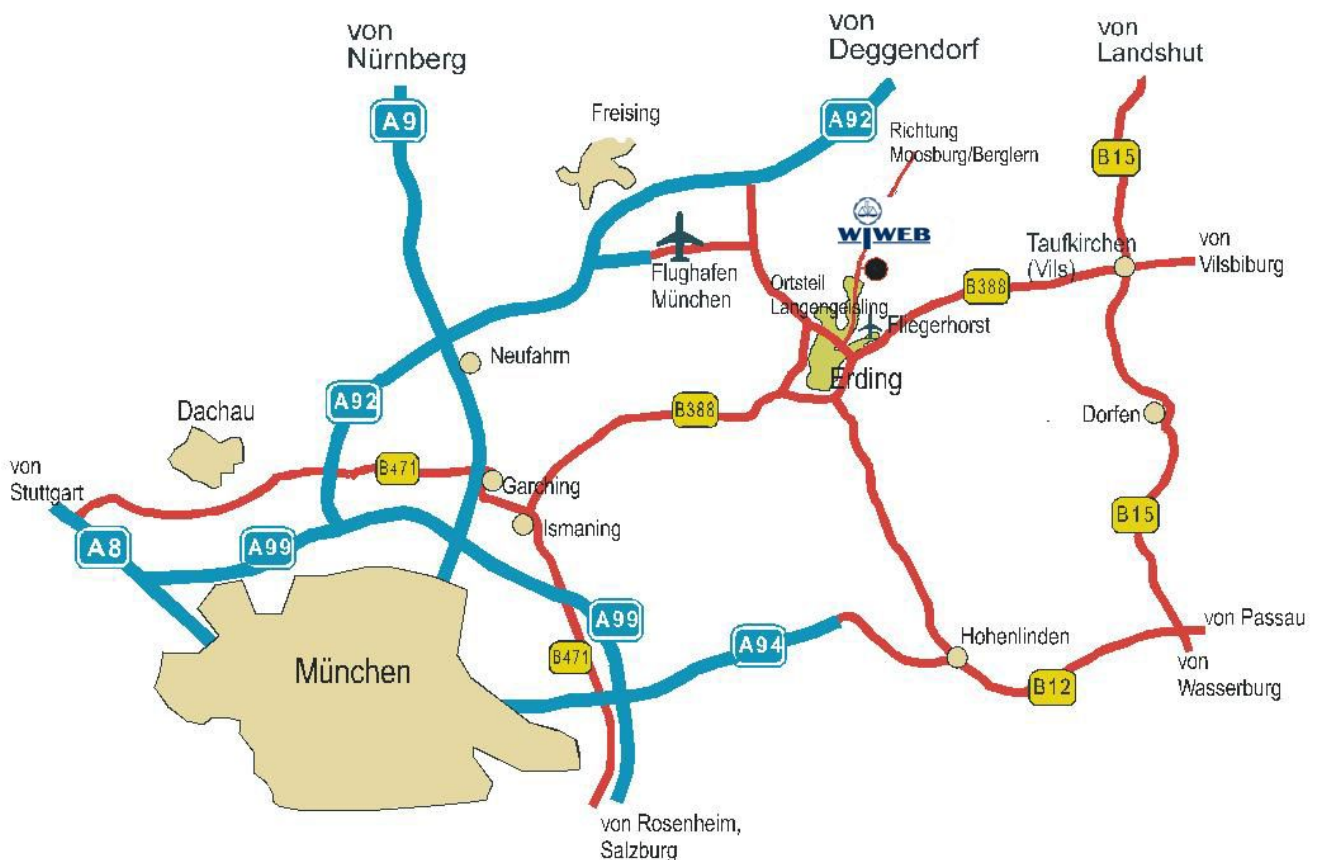 von
Nürnberg
von
Deggendorf
von
Landshut
A9
Freising
A92
Richtung
Moosburg/Berglern
B15
WIWEB
Taufkirchen
(Vils)
von
Vilsbiburg
Flughafen
München
Ortsteil
Langengeisling
B388
Fliegerhorst
Neufahrn
Erding
A92
Dachau
B388
Dorfen
von
Stuttgart
B471
Garching
Ismaning
B15
A8
A99
A99
A94
Hohenlinden
von Passau
München
B471
B12
von
Wasserburg
von Rosenheim,
Salzburg